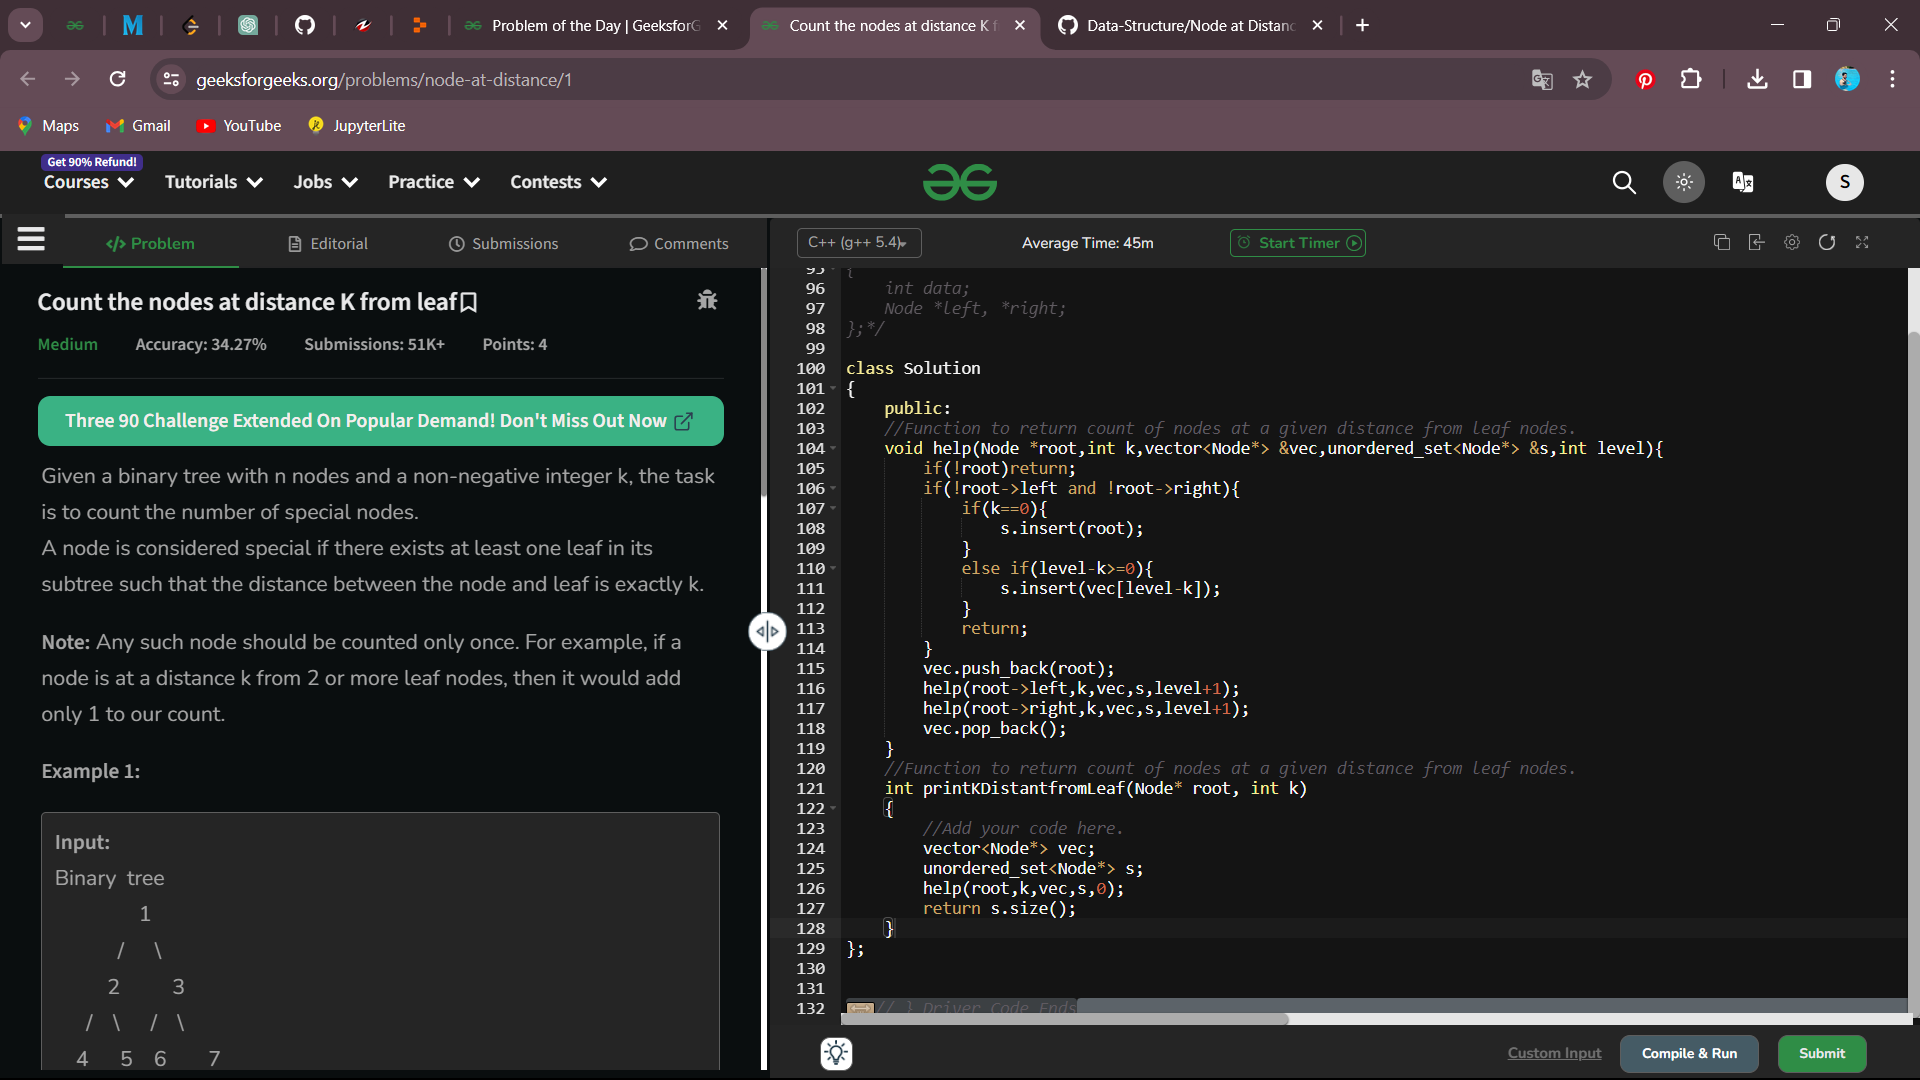 Problem of the Day | GeeksforG
Count the nodes at distance K f
Data-Structure/Node at Distanc
geeksforgeeks.org/problems/node-at-distance/1
Maps
Gmail
YouTube
JupyterLite
Get 90% Refund!
Courses
Tutorials
Jobs
Practice
Contests
S
Problem
Editorial
Submissions
Comments
C++ (g++ 5.4)
Average Time: 45m
Start Timer
Count the nodes at distance K from leaf
Medium
Accuracy: 34.27%
Submissions: 51K+
Points: 4
Three 90 Challenge Extended On Popular Demand! Don't Miss Out Now
Given a binary tree with n nodes and a non-negative integer k, the task
is to count the number of special nodes.
A node is considered special if there exists at least one leaf in its
subtree such that the distance between the node and leaf is exactly k.
Note: Any such node should be counted only once. For example, if a
node is at a distance k from 2 or more leaf nodes, then it would add
only 1 to our count.
Example 1:
Input:
Binary tree
1
/ \
2 3
/ \ / \
4 5 6 7
95 {
96 int data;
97 Node *left, *right;
98 };*/
99
100 class Solution
101 {
102 public:
103 //Function to return count of nodes at a given distance from leaf nodes.
104 void help(Node *root,int k,vector<Node*> &vec,unordered_set<Node*> &s,int level){
105 if(!root)return;
106 if(!root->left and !root->right){
107 if(k==0){
108 s.insert(root);
109 }
110 else if(level-k>=0){
111 s.insert(vec[level-k]);
112 }
113 return;
114 }
115 vec.push_back(root);
116 help(root->left,k,vec,s,level+1);
117 help(root->right,k,vec,s,level+1);
118 vec.pop_back();
119 }
120 //Function to return count of nodes at a given distance from leaf nodes.
121 int printKDistantfromLeaf(Node* root, int k)
122 {
123 //Add your code here.
124 vector<Node*> vec;
125 unordered_set<Node*> s;
126 help(root,k,vec,s,0);
127 return s.size();
128 }
129 };
130
131
132 // } Driver Code Ends
Custom Input
Compile & Run
Submit